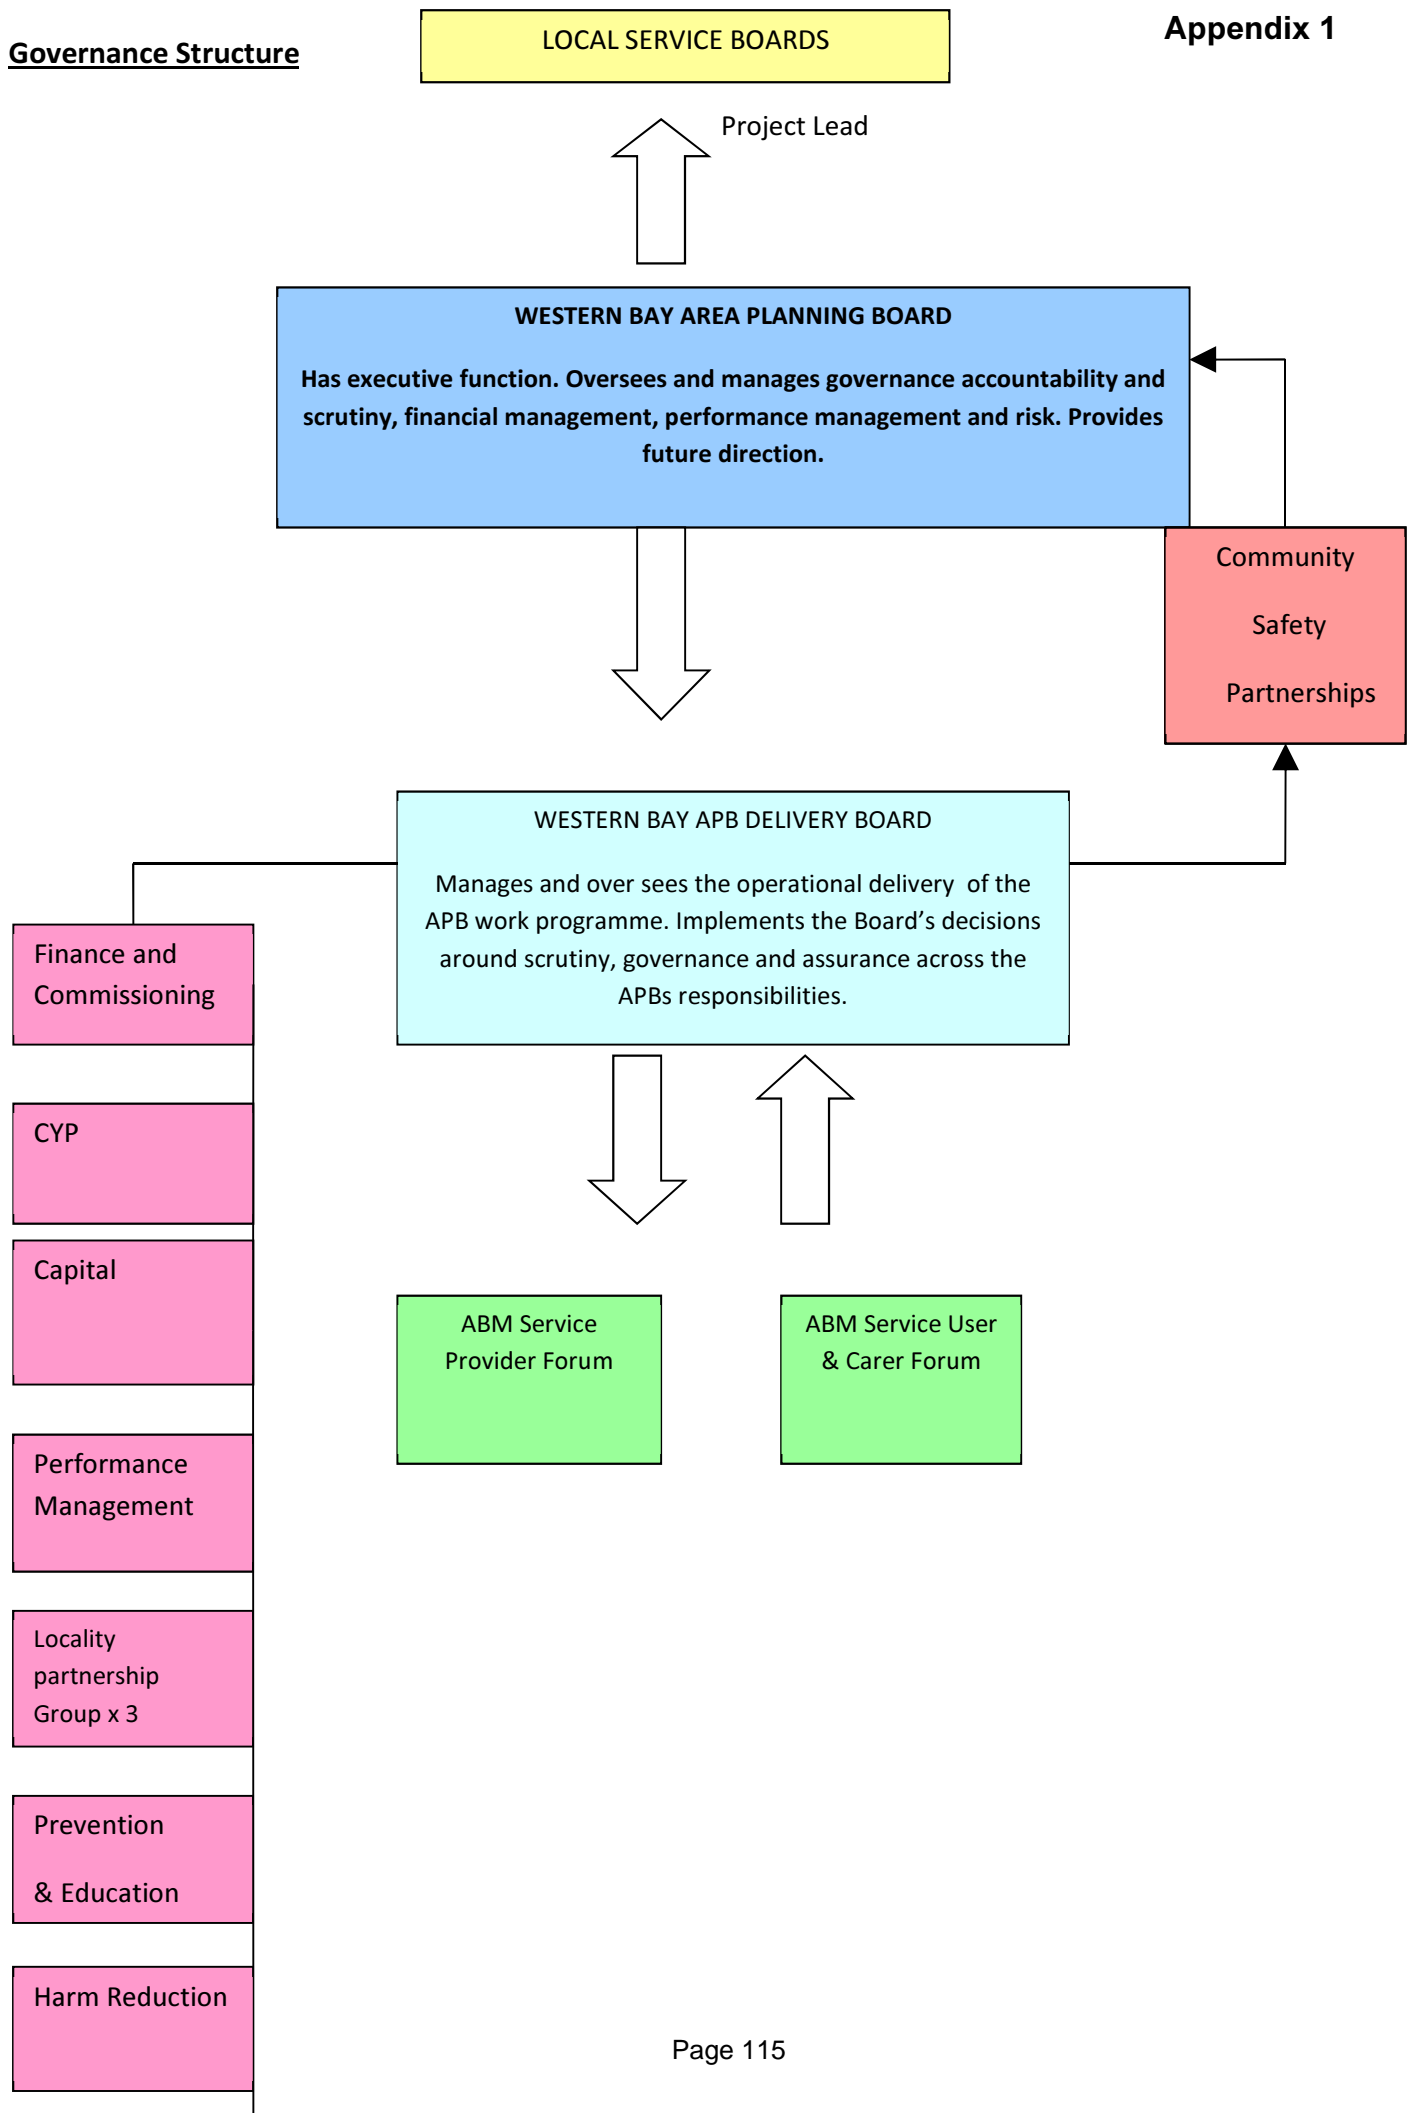 Governance Structure
Appendix 1
LOCAL SERVICE BOARDS
Project Lead
WESTERN BAY AREA PLANNING BOARD
Has executive function. Oversees and manages governance accountability and
scrutiny, financial management, performance management and risk. Provides
future direction.
Community
Safety
Partnerships
WESTERN BAY APB DELIVERY BOARD
Manages and over sees the operational delivery  of the
APB work programme. Implements the Board’s decisions
around scrutiny, governance and assurance across the
APBs responsibilities.
Finance and
Commissioning
CYP
Capital
Performance
Management
Locality
partnership
Group x 3
Prevention
& Education
Harm Reduction
ABM Service
Provider Forum
ABM Service User
& Carer Forum
Page 115